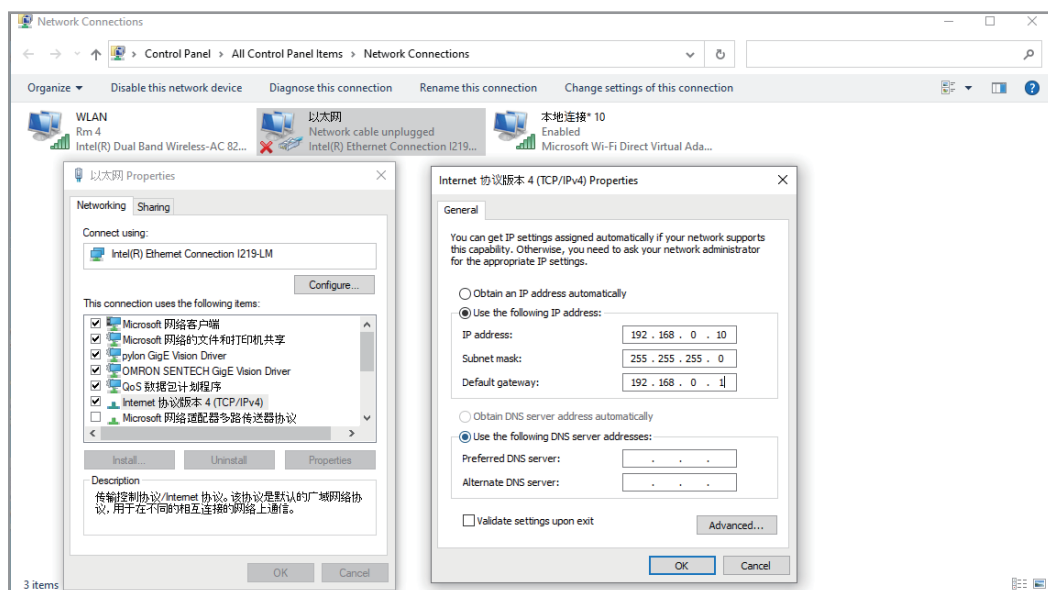 Network Connections
Control Panel > All Control Panel Items > Network Connections
Organize Disable this network device Diagnose this connection Rename this connection Change settings of this connection
WLAN
Rm 4
Intel(R) Dual Band Wireless-AC 82...
以太网
Network cable unplugged
Intel(R) Ethernet Connection I219...
本地连接* 10
Enabled
Microsoft Wi-Fi Direct Virtual Ada...
以太网 Properties
Networking Sharing
Connect using:
Intel(R) Ethernet Connection I219-LM
Configure...
This connection uses the following items:
Microsoft 网络客户端
Microsoft 网络的文件和打印机共享
pylon GigE Vision Driver
OMRON SENTECH GigE Vision Driver
QoS 数据包计划程序
Internet 协议版本 4 (TCP/IPv4)
Microsoft 网络适配器多路传送器协议
Install... Uninstall Properties
Description
传输控制协议/Internet 协议。该协议是默认的广域网络协
议，用于在不同的相互连接的网络上通信。
OK Cancel
Internet 协议版本 4 (TCP/IPv4) Properties
General
You can get IP settings assigned automatically if your network supports
this capability. Otherwise, you need to ask your network administrator
for the appropriate IP settings.
Obtain an IP address automatically
Use the following IP address:
IP address: 192 . 168 . 0 . 10
Subnet mask: 255 . 255 . 255 . 0
Default gateway: 192 . 168 . 0 . 1
Obtain DNS server address automatically
Use the following DNS server addresses:
Preferred DNS server: . . .
Alternate DNS server: . . .
Validate settings upon exit
Advanced...
OK Cancel
3 items